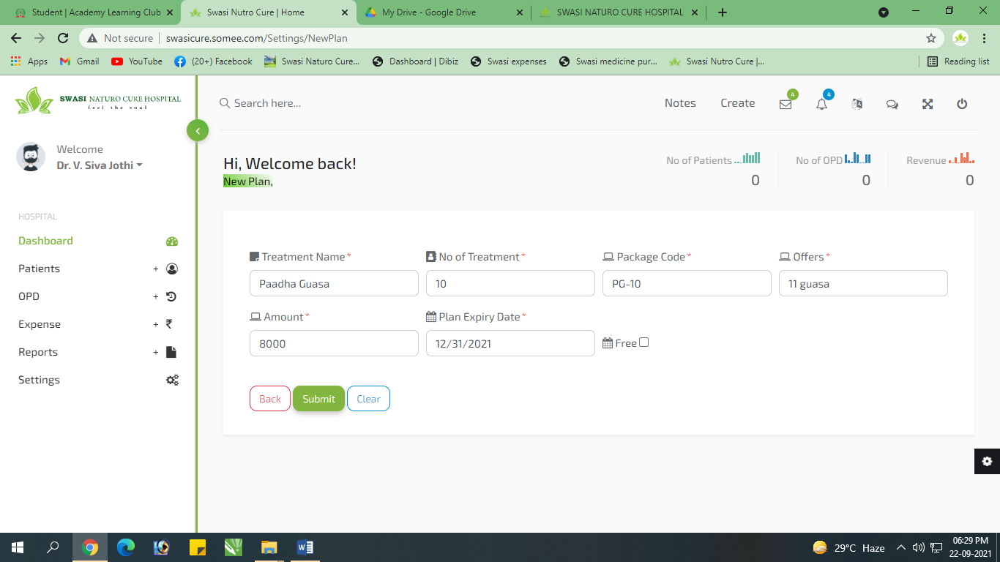 Student | Academy Learning Club
Swasi Nutro Cure | Home
My Drive - Google Drive
SWASI NATURO CURE HOSPITAL
Not secure
swasicure.somee.com/Settings/NewPlan
Apps
Gmail
YouTube
(20+) Facebook
Swasi Naturo Cure...
Dashboard | Dibiz
Swasi expenses
Swasi medicine pur...
Swasi Nutro Cure |...
Reading list
SWASI NATURO CURE HOSPITAL
feel the soul
Search here...
Notes
Create
4
4
Welcome
Dr. V. Siva Jothi
Hi, Welcome back!
New Plan,
No of Patients
0
No of OPD
0
Revenue
0
HOSPITAL
Dashboard
Patients +
OPD +
Expense + ₹
Reports +
Settings
Treatment Name* No of Treatment* Package Code* Offers*
Paadha Guasa 10 PG-10 11 guasa
Amount* Plan Expiry Date*
8000 12/31/2021 Free
Back Submit Clear
29°C Haze
06:29 PM
22-09-2021